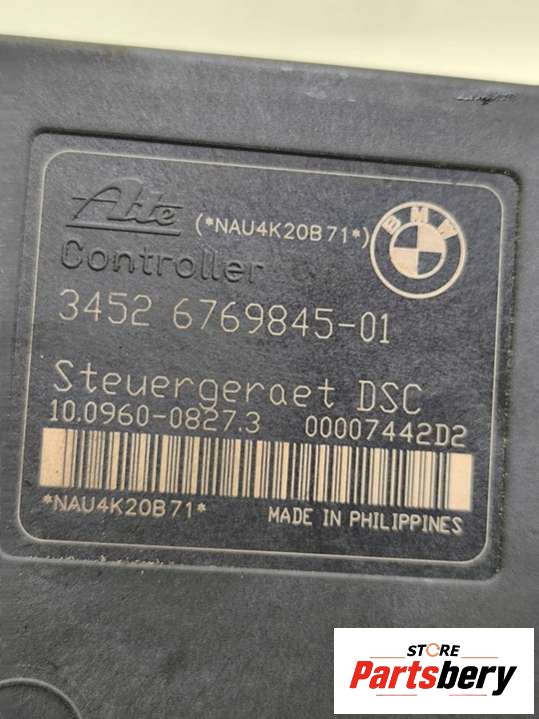 Ate (*NAU4K20B71*)
BMW
Controller
3452 6769845-01
Steuergeraet DSC
10.0960-0827.3 00007442D2
*NAU4K20B71* MADE IN PHILIPPINES
STORE
Partsbery